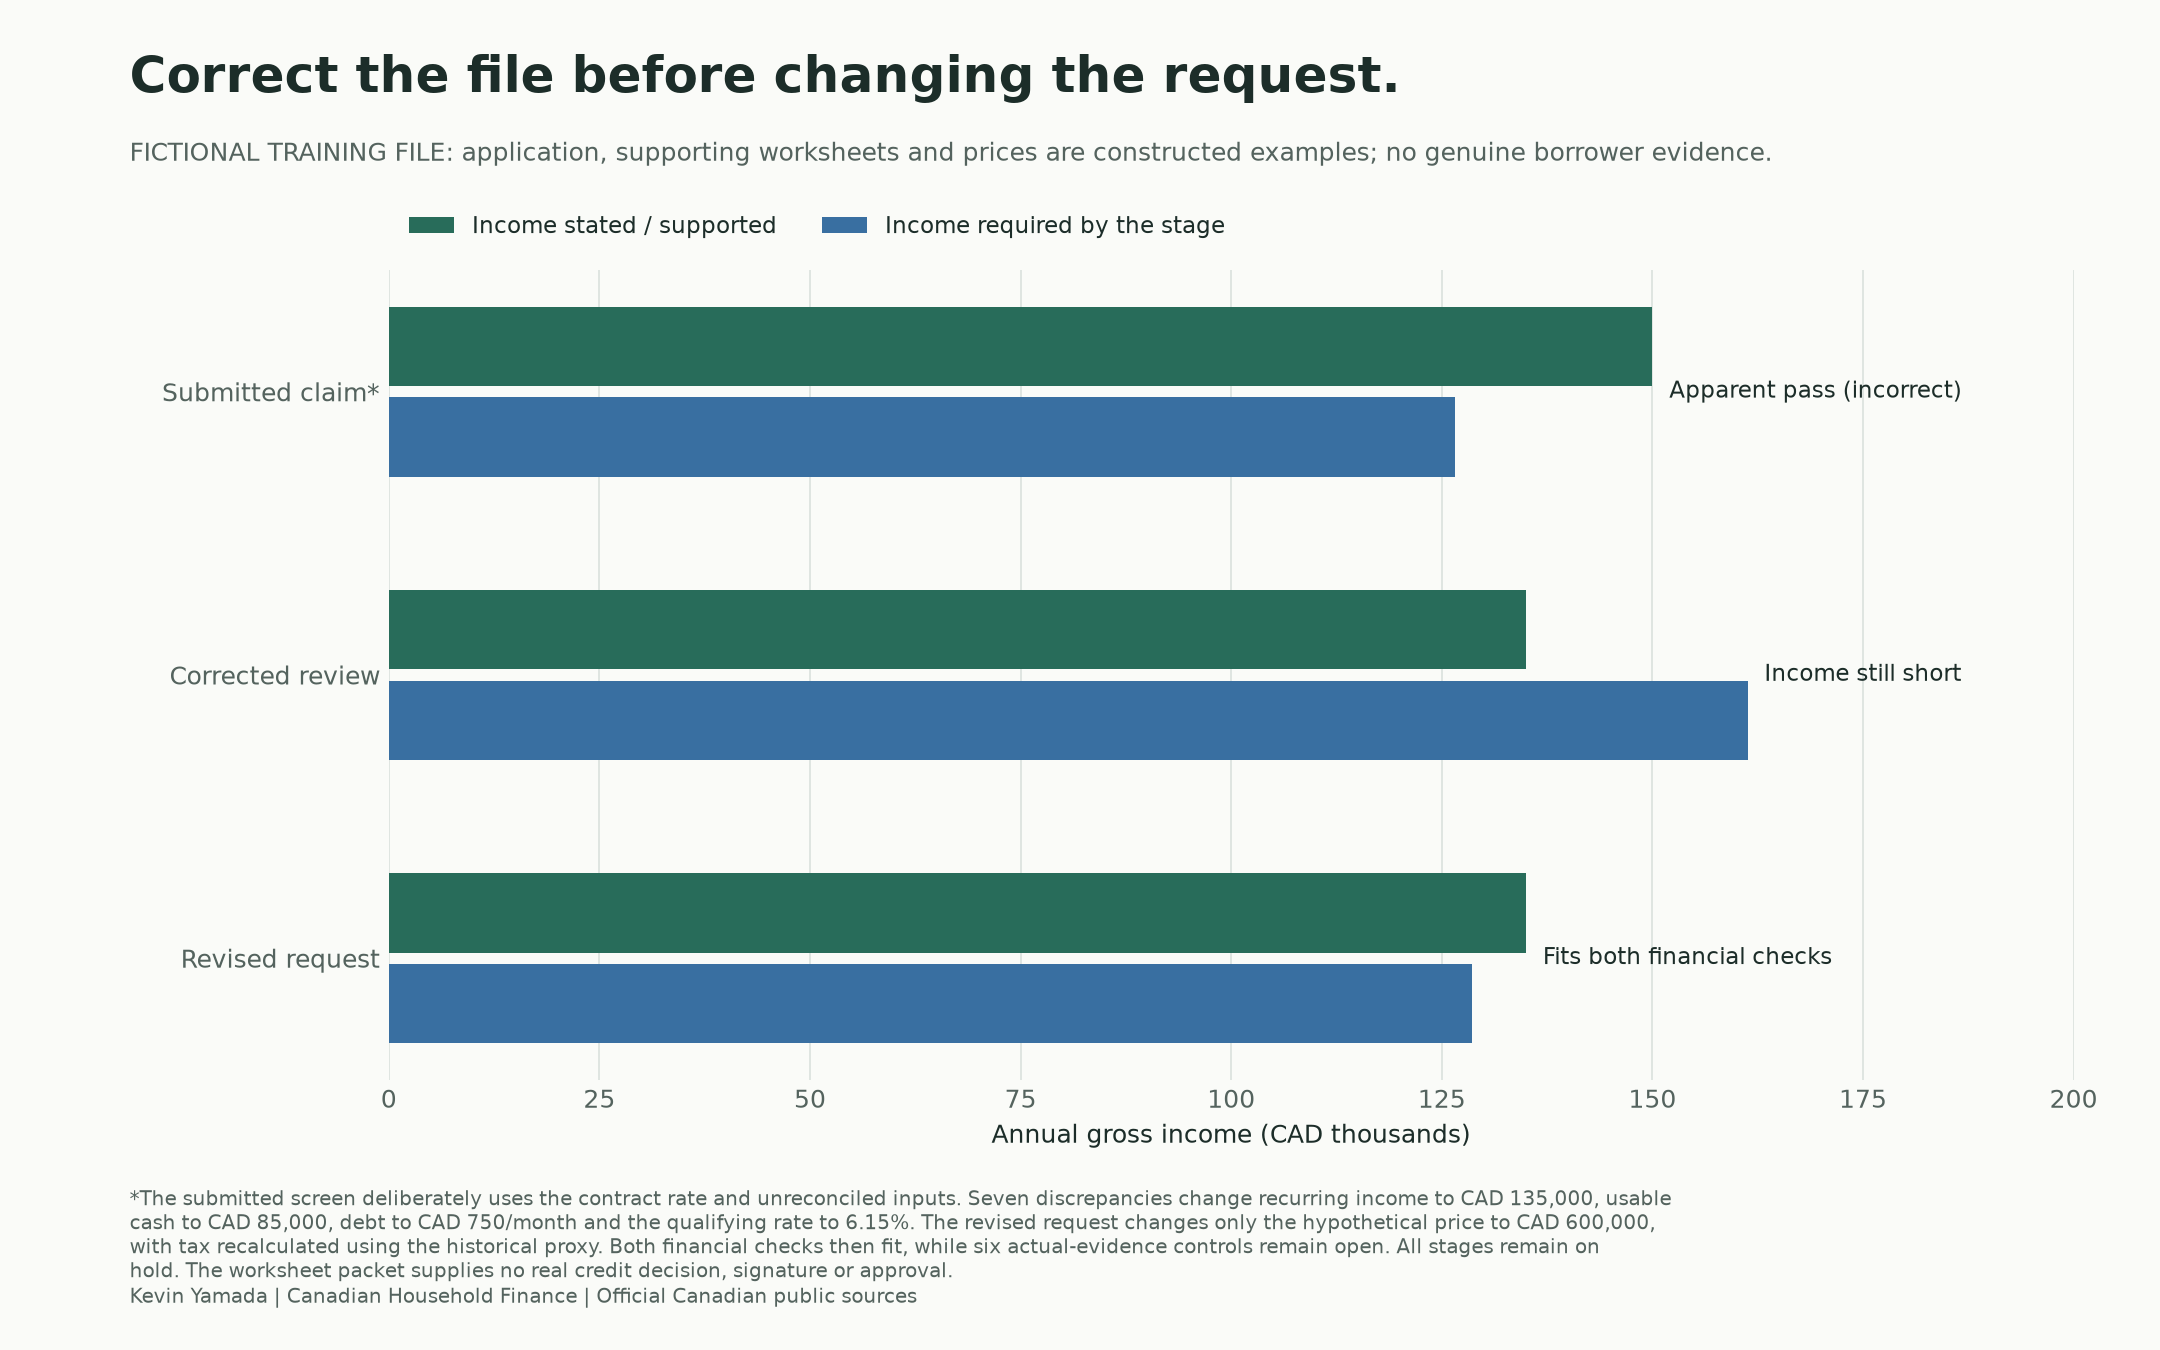 Correct the file before changing the request.
FICTIONAL TRAINING FILE: application, supporting worksheets and prices are constructed examples; no genuine borrower evidence.
Income stated / supported
Income required by the stage
Submitted claim*
Apparent pass (incorrect)
Corrected review
Income still short
Revised request
Fits both financial checks
0 25 50 75 100 125 150 175 200
Annual gross income (CAD thousands)
*The submitted screen deliberately uses the contract rate and unreconciled inputs. Seven discrepancies change recurring income to CAD 135,000, usable
cash to CAD 85,000, debt to CAD 750/month and the qualifying rate to 6.15%. The revised request changes only the hypothetical price to CAD 600,000,
with tax recalculated using the historical proxy. Both financial checks then fit, while six actual-evidence controls remain open. All stages remain on
hold. The worksheet packet supplies no real credit decision, signature or approval.
Kevin Yamada | Canadian Household Finance | Official Canadian public sources